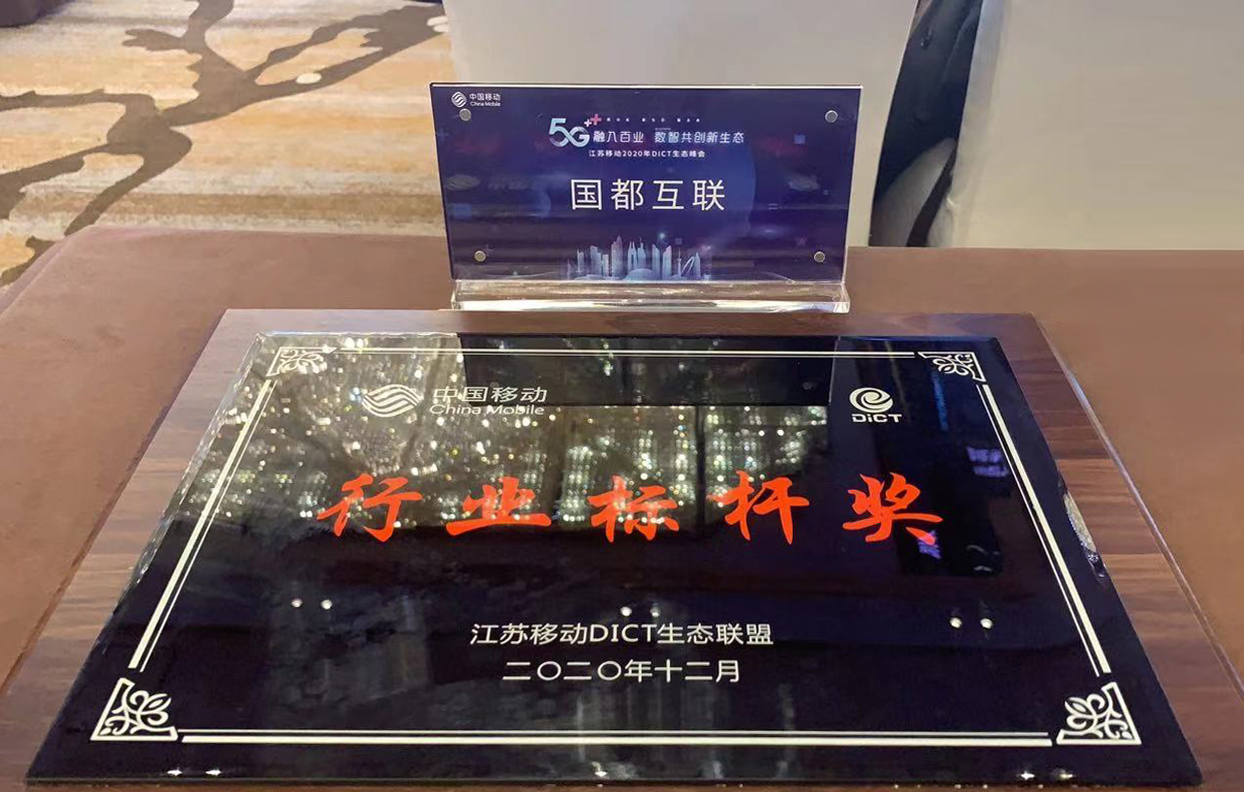 中国移动
China Mobile
5G++
融入百业 数智共创新生态
江苏移动2020年DICT生态峰会
国都互联
中国移动
China Mobile
DiCT
行业标杆奖
江苏移动DICT生态联盟
二〇二〇年十二月